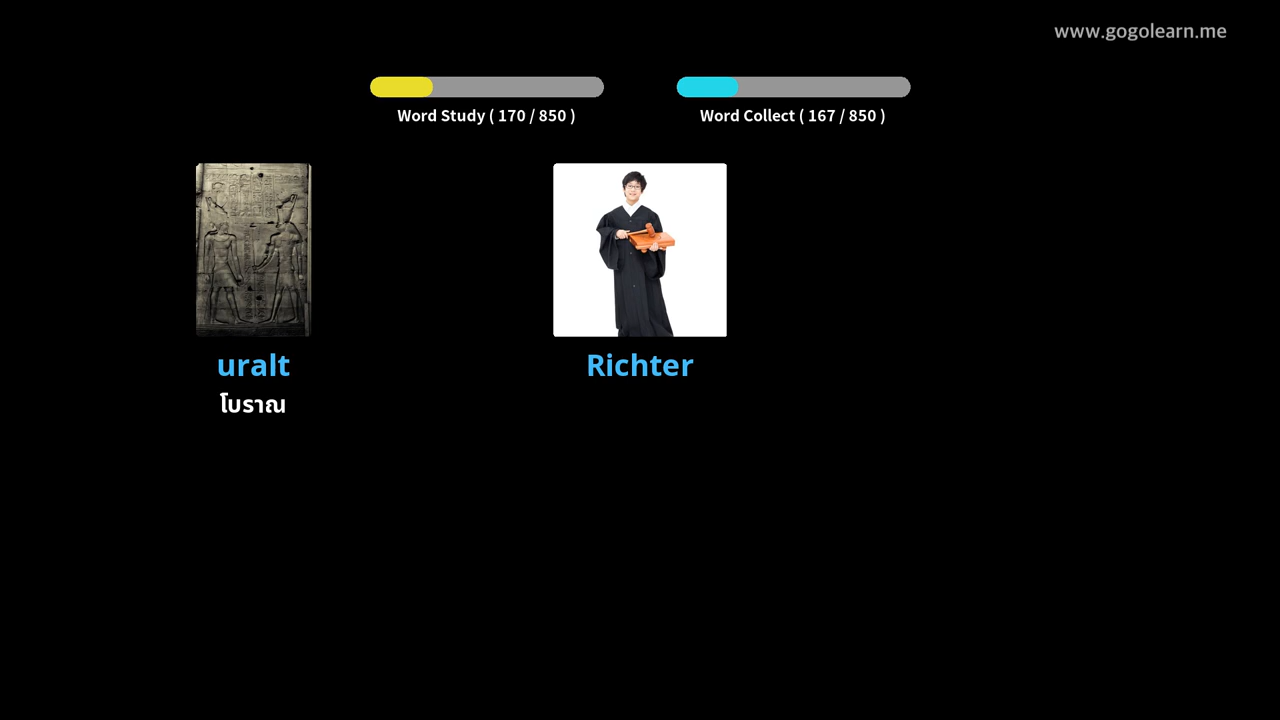 www.gogolearn.me
Word Study ( 170 / 850 )
Word Collect ( 167 / 850 )
uralt
โบราณ
Richter